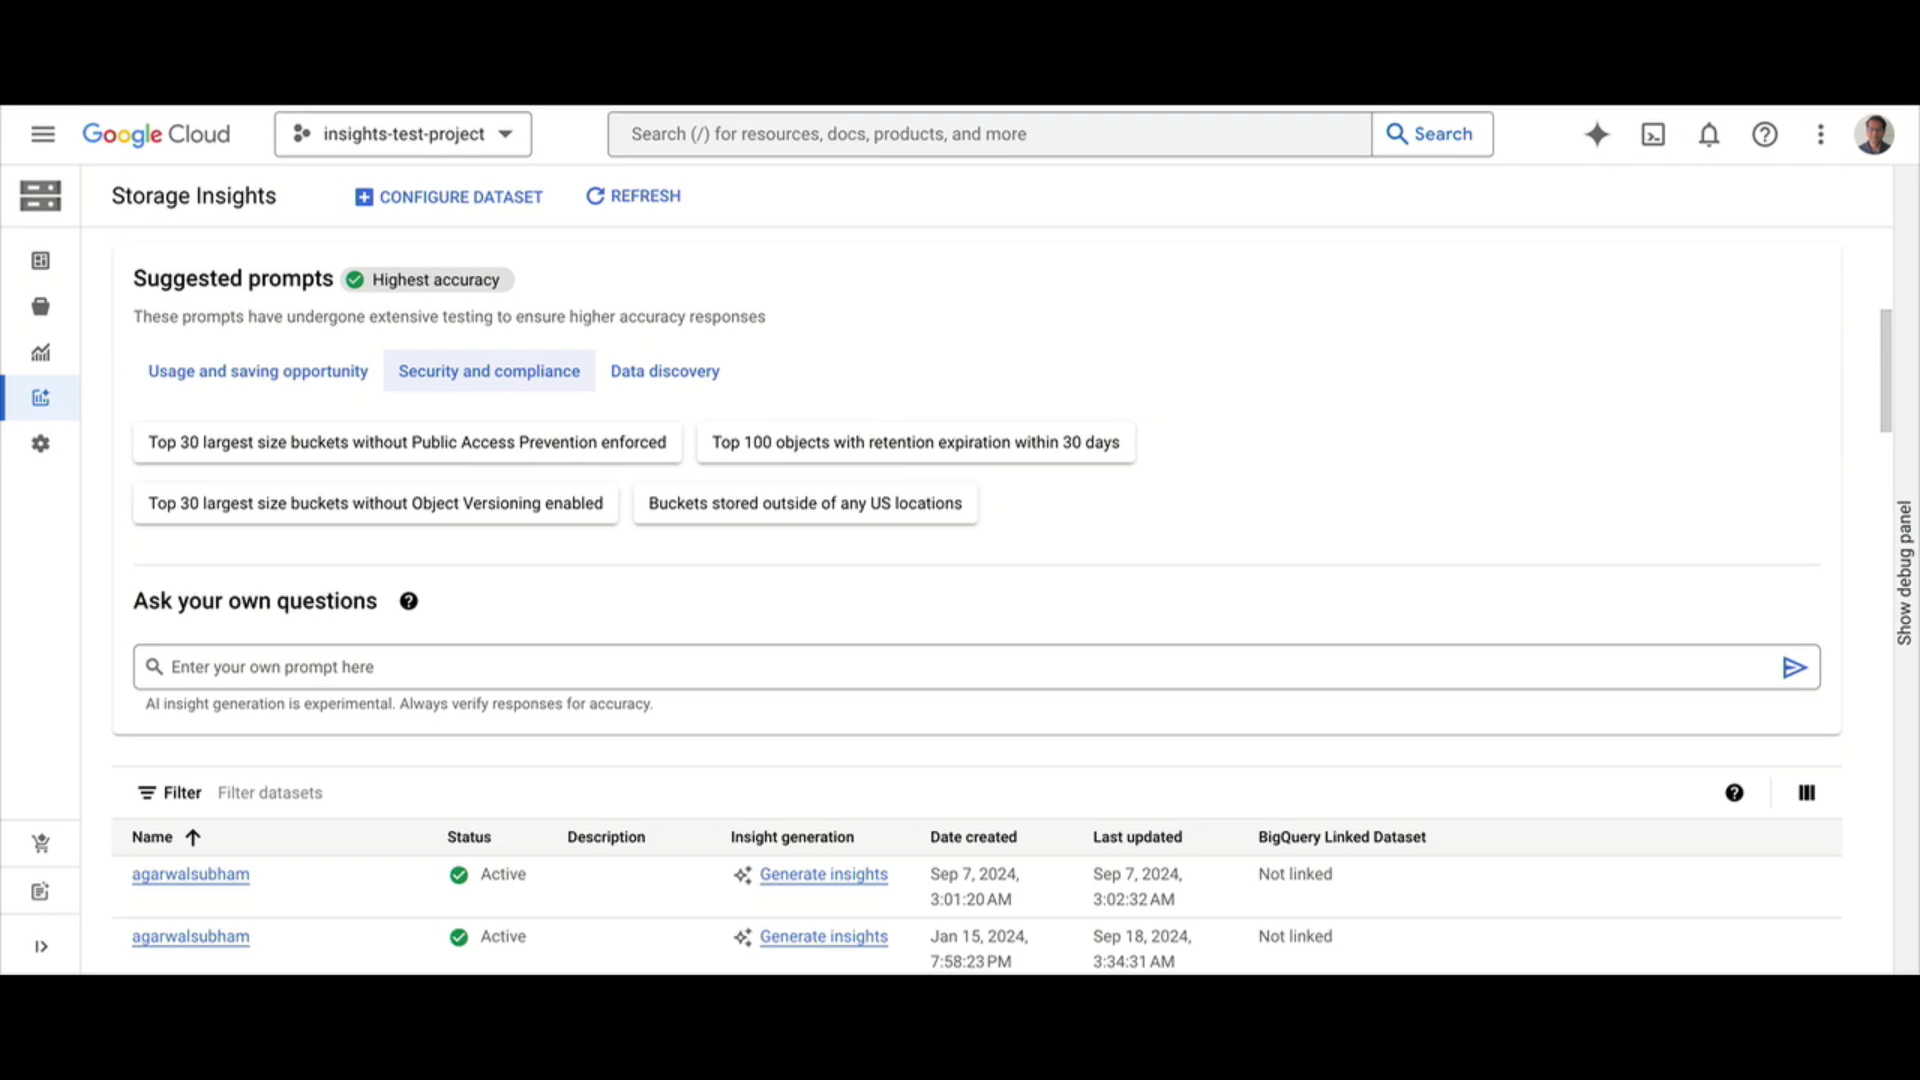 Google Cloud
insights-test-project
Search (/) for resources, docs, products, and more
Search
Storage Insights
CONFIGURE DATASET
REFRESH
Suggested prompts
Highest accuracy
These prompts have undergone extensive testing to ensure higher accuracy responses
Usage and saving opportunity
Security and compliance
Data discovery
Top 30 largest size buckets without Public Access Prevention enforced
Top 100 objects with retention expiration within 30 days
Top 30 largest size buckets without Object Versioning enabled
Buckets stored outside of any US locations
Show debug panel
Ask your own questions
Enter your own prompt here
AI insight generation is experimental. Always verify responses for accuracy.
Filter Filter datasets
Name Status Description Insight generation Date created Last updated BigQuery Linked Dataset
agarwalsubham Active Generate insights Sep 7, 2024, Sep 7, 2024, Not linked
3:01:20 AM 3:02:32 AM
agarwalsubham Active Generate insights Jan 15, 2024, Sep 18, 2024, Not linked
7:58:23 PM 3:34:31 AM